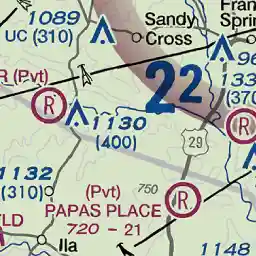 1089
UC (310)
Sandy
Cross
Spring
R (Pvt)
22
R
1130
(400)
R
29
1132
(310)
(Pvt)
750
R
PAPAS PLACE
720 - 21
Ila
1148